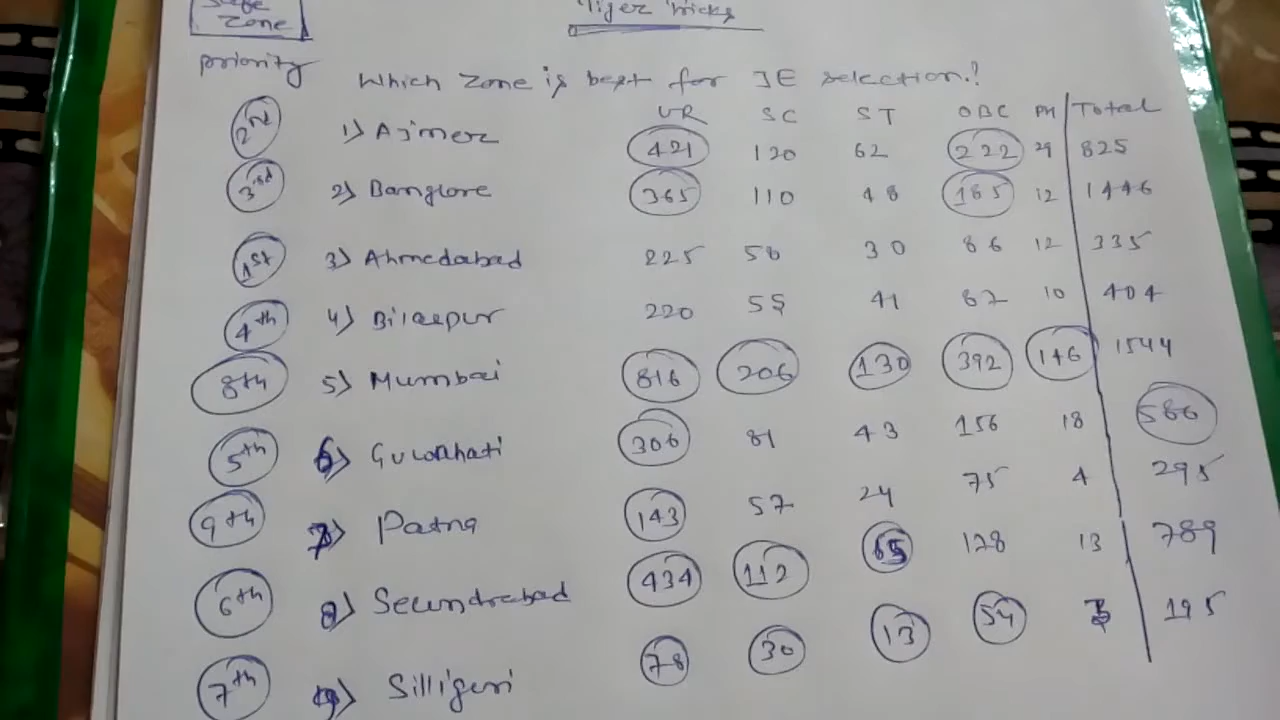 Safe Zone
Tiger Tricks
priority
Which Zone is best for JE selection.!
UR SC ST OBC PH Total
2nd 1) Ajmer 421 120 62 222 29 825
3rd 2) Banglore 365 110 48 185 12 1446
1st 3) Ahmedabad 225 50 30 86 12 335
4th 4) Bilaspur 220 55 41 87 10 404
8th 5) Mumbai 816 206 130 392 146 1544
5th 6) Guwahati 306 81 43 156 18 586
9th 7) Patna 143 57 24 75 4 295
6th 8) Secundrabad 434 112 65 128 13 789
7th 9) Silliguri 78 30 13 54 195